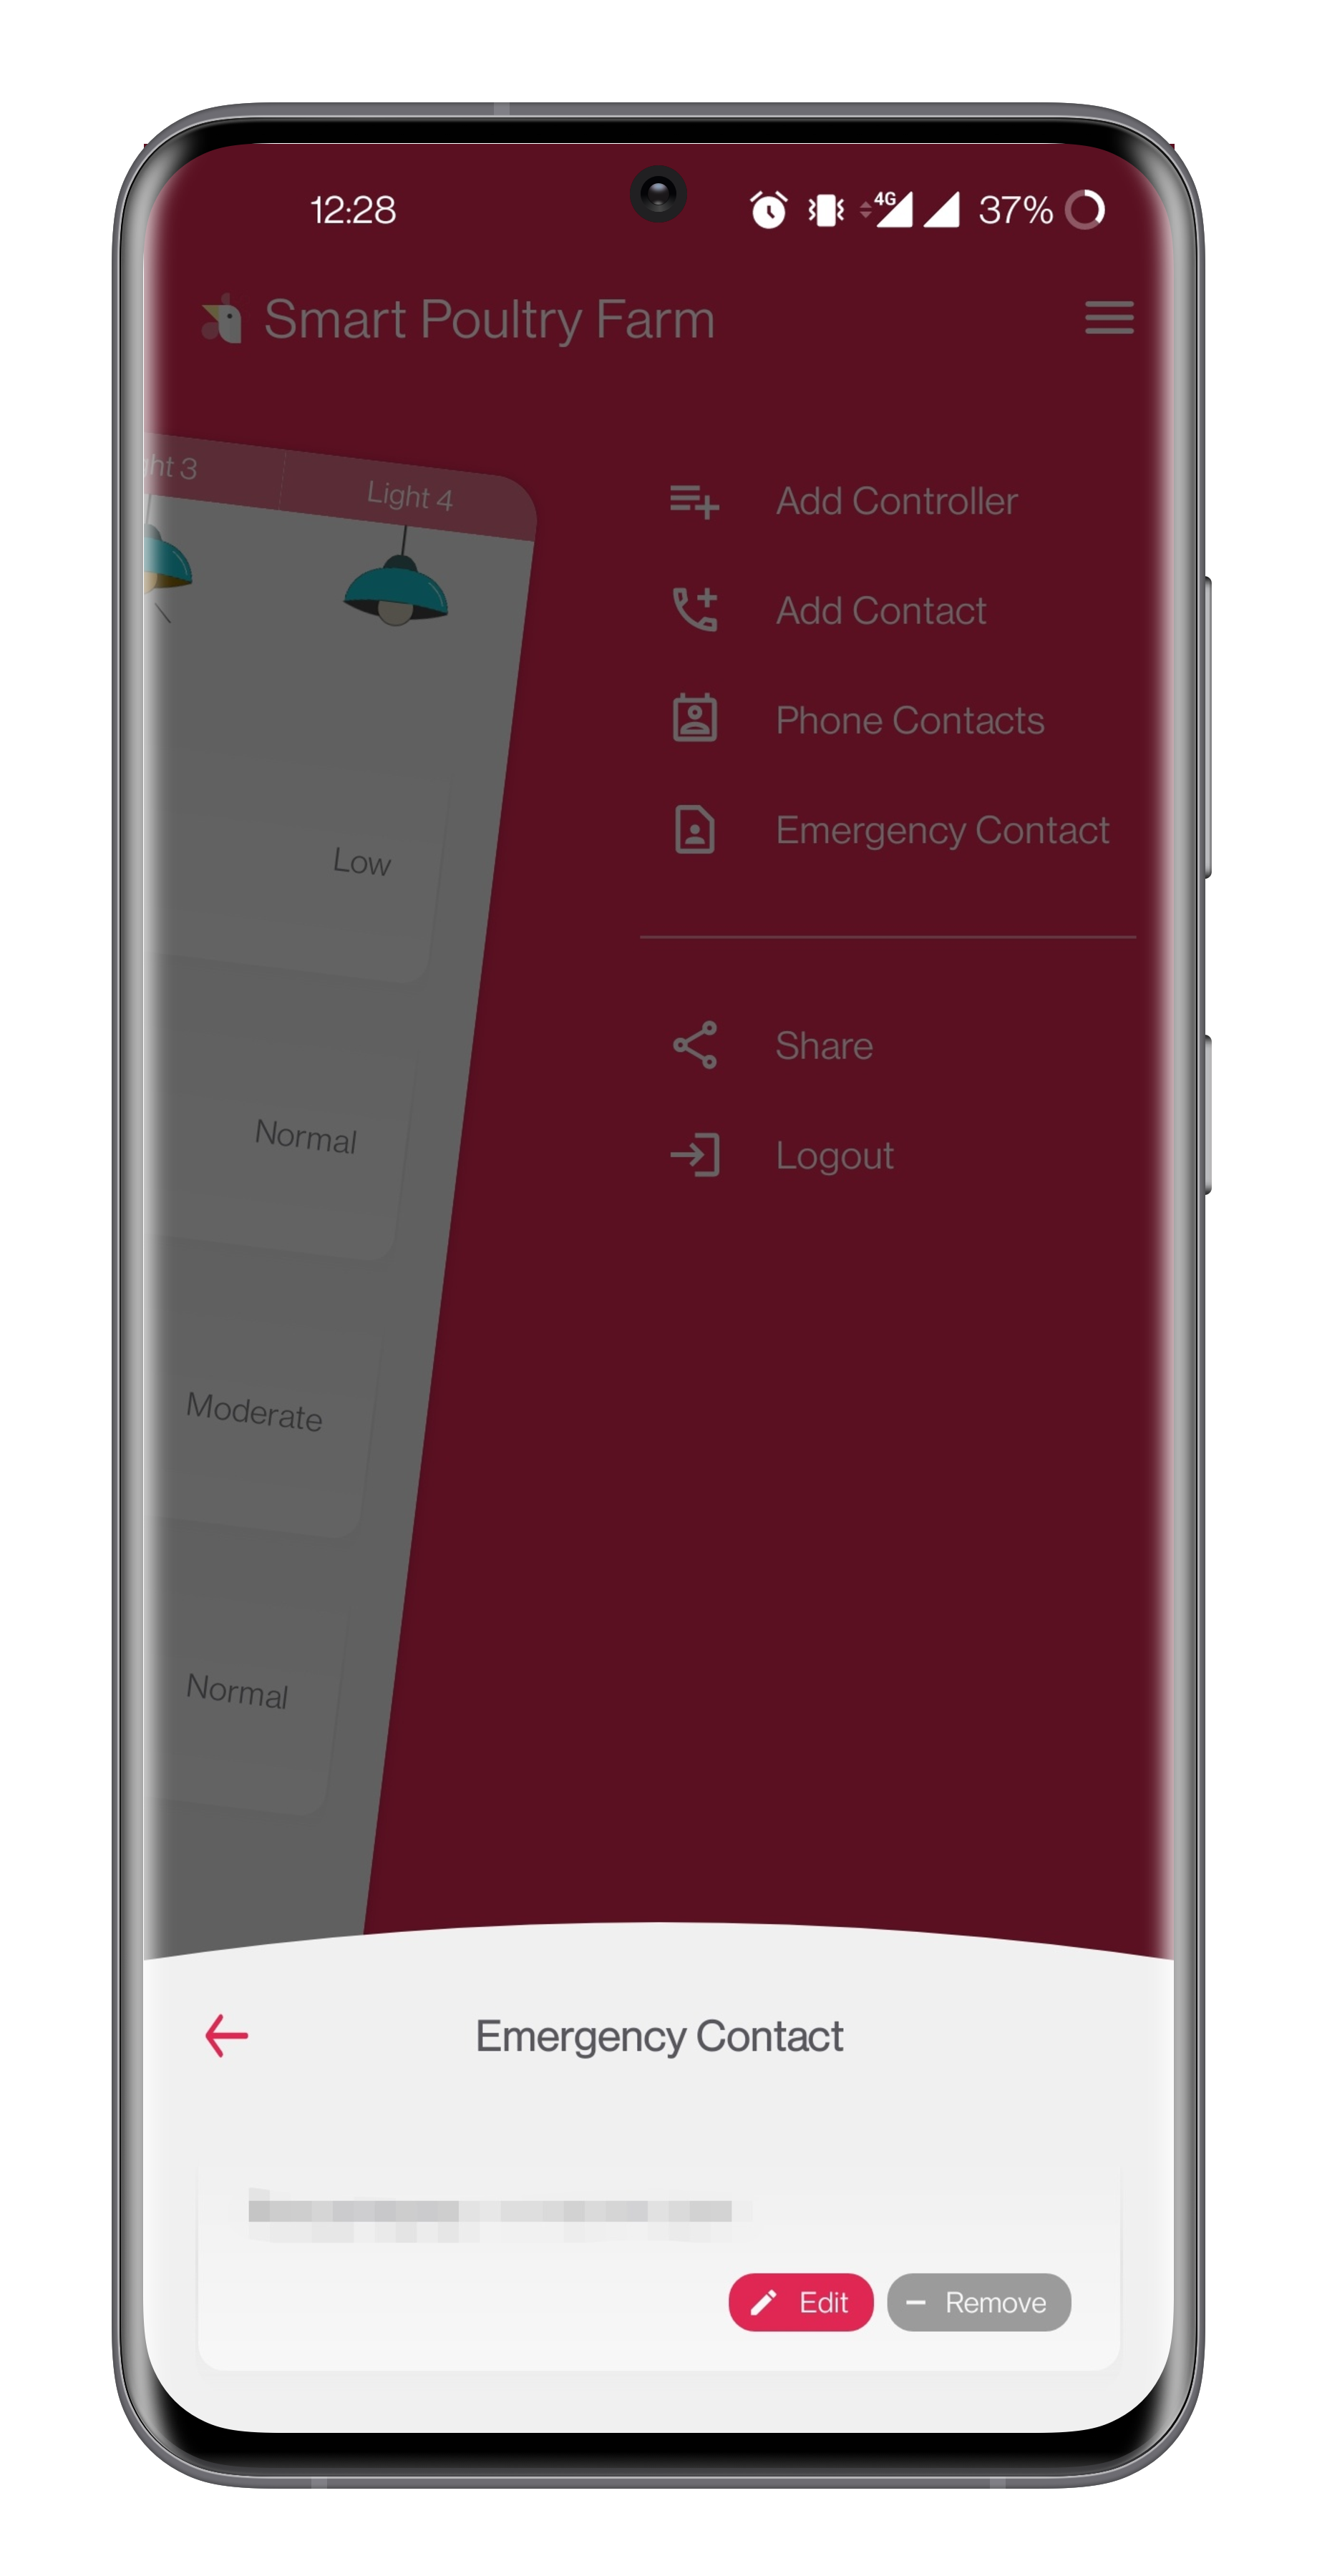 12:28
4G
37%
Smart Poultry Farm
ht 3
Light 4
Add Controller
Add Contact
Phone Contacts
Low
Emergency Contact
Share
Normal
Logout
Moderate
Normal
Emergency Contact
Edit
Remove